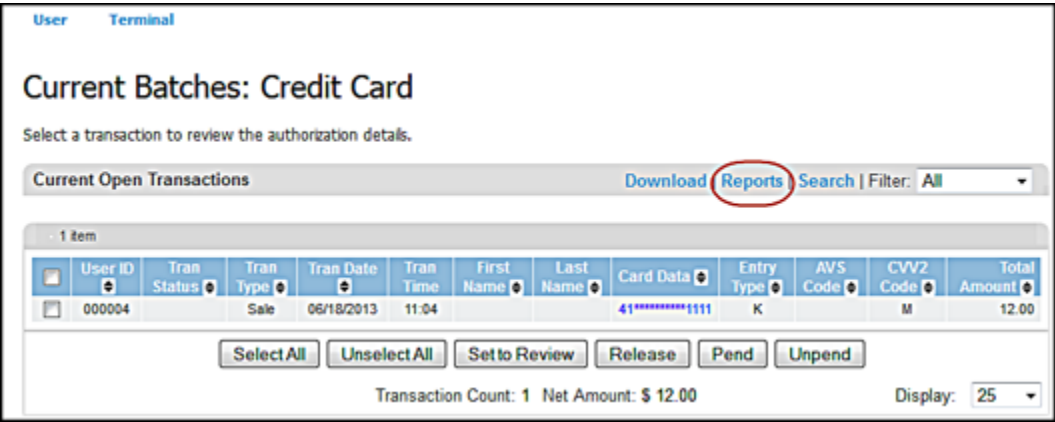 User Terminal
Current Batches: Credit Card
Select a transaction to review the authorization details.
Current Open Transactions Download | Reports | Search | Filter: All
1 item
User ID Tran Status Tran Type Tran Date Tran Time First Name Last Name Card Data Entry Type AVS Code CVV2 Code Total Amount
000004 Sale 06/18/2013 11:04 41***********1111 K M 12.00
Select All Unselect All Set to Review Release Pend Unpend
Transaction Count: 1 Net Amount: $ 12.00 Display: 25